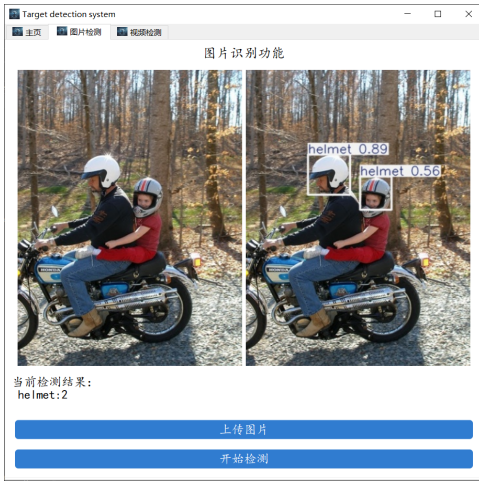 Target detection system
主页 图片检测 视频检测
图片识别功能
helmet 0.89
helmet 0.56
HONDA
当前检测结果:
helmet:2
上传图片
开始检测